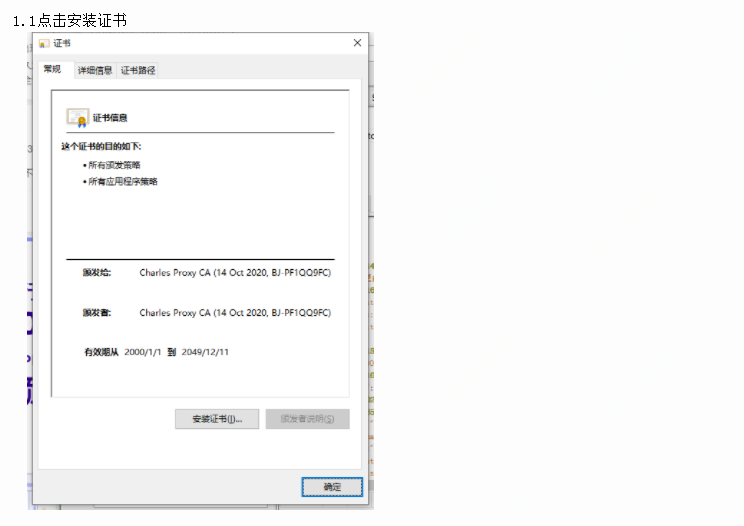 1.1点击安装证书
证书
常规 详细信息 证书路径
证书信息
这个证书的目的如下:
• 所有颁发策略
• 所有应用程序策略
颁发给: Charles Proxy CA (14 Oct 2020, BJ-PF1QQ9FC)
颁发者: Charles Proxy CA (14 Oct 2020, BJ-PF1QQ9FC)
有效期从 2000/1/1 到 2049/12/11
安装证书(I)... 颁发者说明(S)
确定